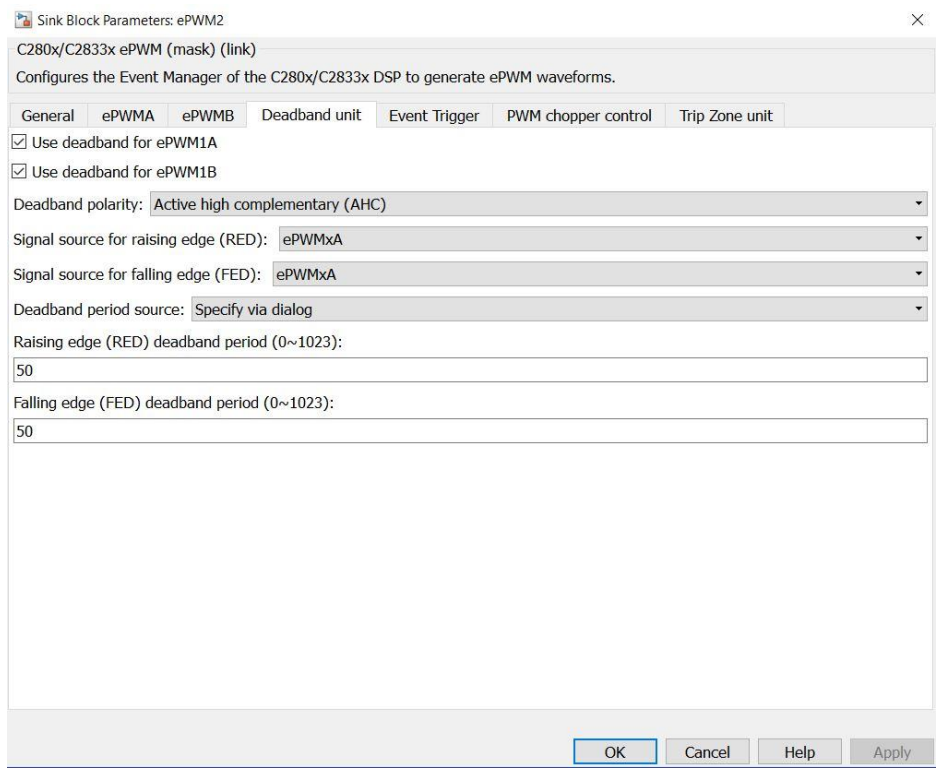 Sink Block Parameters: ePWM2
C280x/C2833x ePWM (mask) (link)
Configures the Event Manager of the C280x/C2833x DSP to generate ePWM waveforms.
General ePWMA ePWMB Deadband unit Event Trigger PWM chopper control Trip Zone unit
Use deadband for ePWM1A
Use deadband for ePWM1B
Deadband polarity: Active high complementary (AHC)
Signal source for raising edge (RED): ePWMxA
Signal source for falling edge (FED): ePWMxA
Deadband period source: Specify via dialog
Raising edge (RED) deadband period (0~1023):
50
Falling edge (FED) deadband period (0~1023):
50
OK Cancel Help Apply